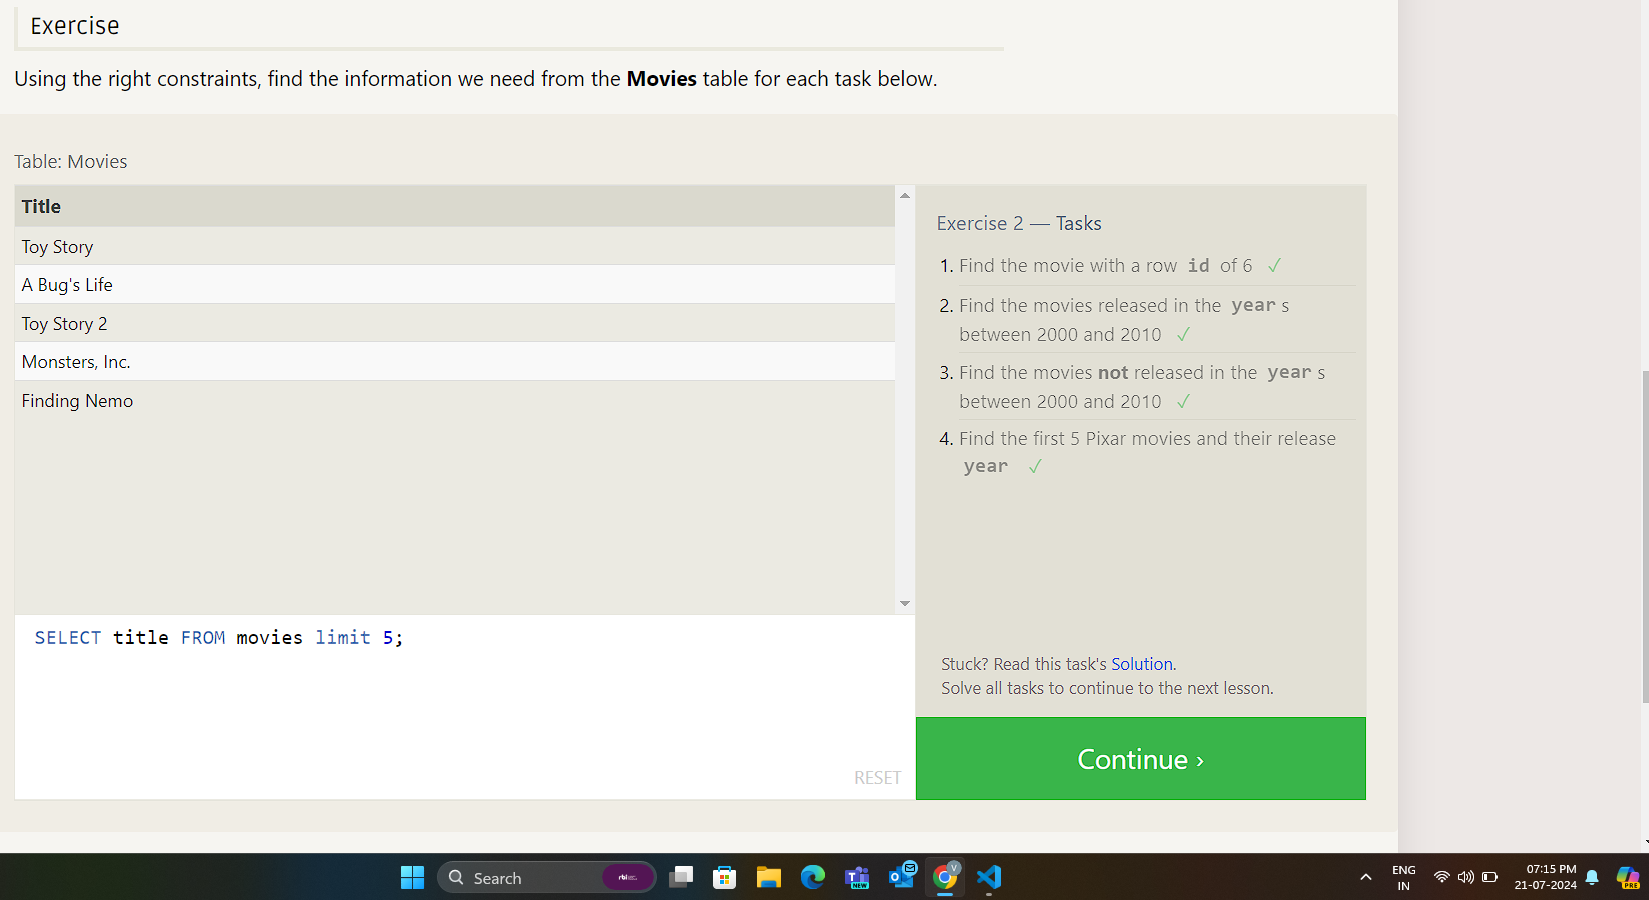 Exercise
Using the right constraints, find the information we need from the Movies table for each task below.
Table: Movies
Title
Toy Story
A Bug's Life
Toy Story 2
Monsters, Inc.
Finding Nemo
SELECT title FROM movies limit 5;
RESET
Exercise 2 — Tasks
1. Find the movie with a row id of 6 ✓
2. Find the movies released in the year s
between 2000 and 2010 ✓
3. Find the movies not released in the year s
between 2000 and 2010 ✓
4. Find the first 5 Pixar movies and their release
year ✓
Stuck? Read this task's Solution.
Solve all tasks to continue to the next lesson.
Continue ›
Search
rbi
NEW
V
ENG
IN
07:15 PM
21-07-2024
PRE